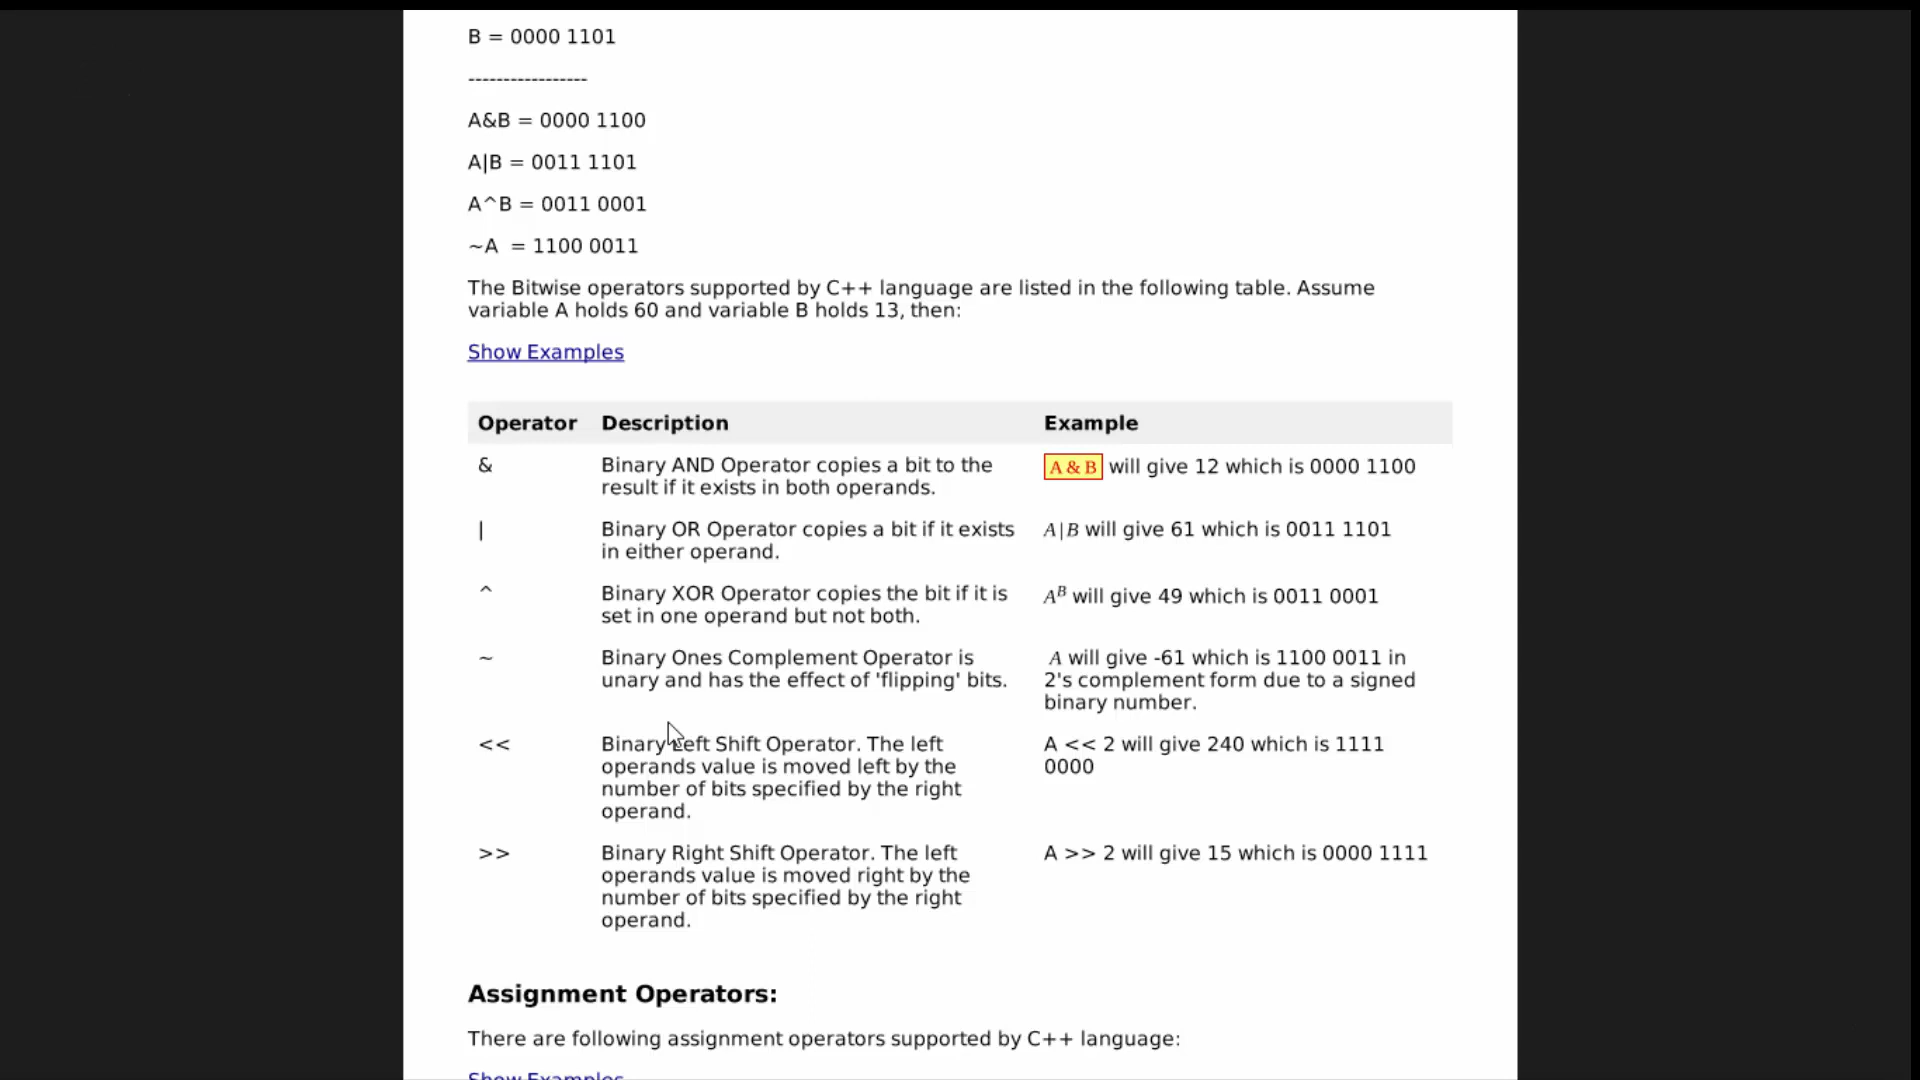 B = 0000 1101
-----------------
A&B = 0000 1100
A|B = 0011 1101
A^B = 0011 0001
~A  = 1100 0011
The Bitwise operators supported by C++ language are listed in the following table. Assume
variable A holds 60 and variable B holds 13, then:
Show Examples
Operator Description Example
& Binary AND Operator copies a bit to the A & B will give 12 which is 0000 1100
result if it exists in both operands.
| Binary OR Operator copies a bit if it exists A|B will give 61 which is 0011 1101
in either operand.
^ Binary XOR Operator copies the bit if it is A^B will give 49 which is 0011 0001
set in one operand but not both.
~ Binary Ones Complement Operator is A will give -61 which is 1100 0011 in
unary and has the effect of 'flipping' bits. 2's complement form due to a signed
binary number.
<< Binary Left Shift Operator. The left A << 2 will give 240 which is 1111
operands value is moved left by the 0000
number of bits specified by the right
operand.
>> Binary Right Shift Operator. The left A >> 2 will give 15 which is 0000 1111
operands value is moved right by the
number of bits specified by the right
operand.
Assignment Operators:
There are following assignment operators supported by C++ language:
Show Examples